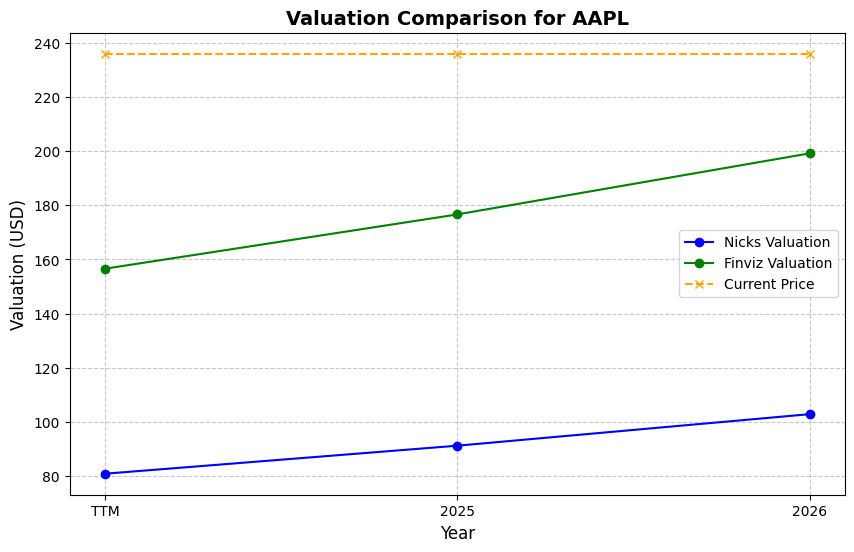 Valuation Comparison for AAPL
240
220
200
180
160
140
120
100
80
Valuation (USD)
Nicks Valuation
Finviz Valuation
Current Price
TTM
2025
2026
Year